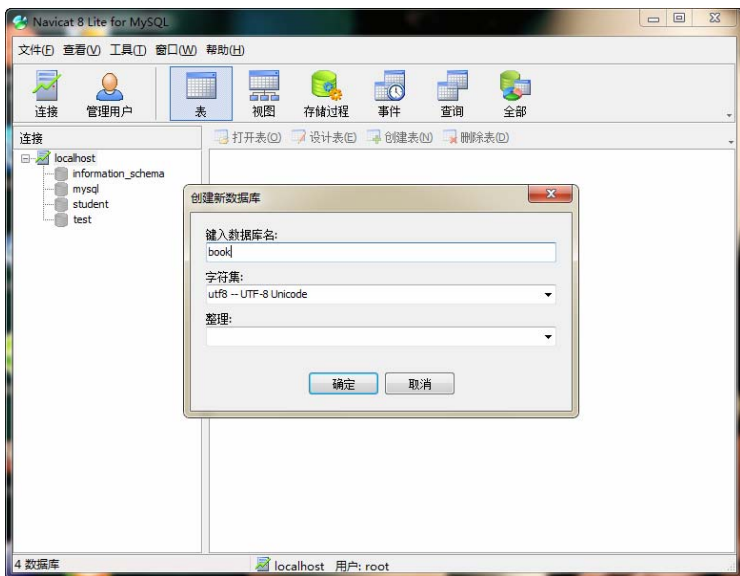 Navicat 8 Lite for MySQL
文件(F) 查看(V) 工具(T) 窗口(W) 帮助(H)
连接 管理用户 表 视图 存储过程 事件 查询 全部
连接
打开表(O) 设计表(E) 创建表(N) 删除表(D)
localhost
information_schema
mysql
student
test
创建新数据库
键入数据库名:
book
字符集:
utf8 -- UTF-8 Unicode
整理:
确定 取消
4 数据库 localhost 用户: root